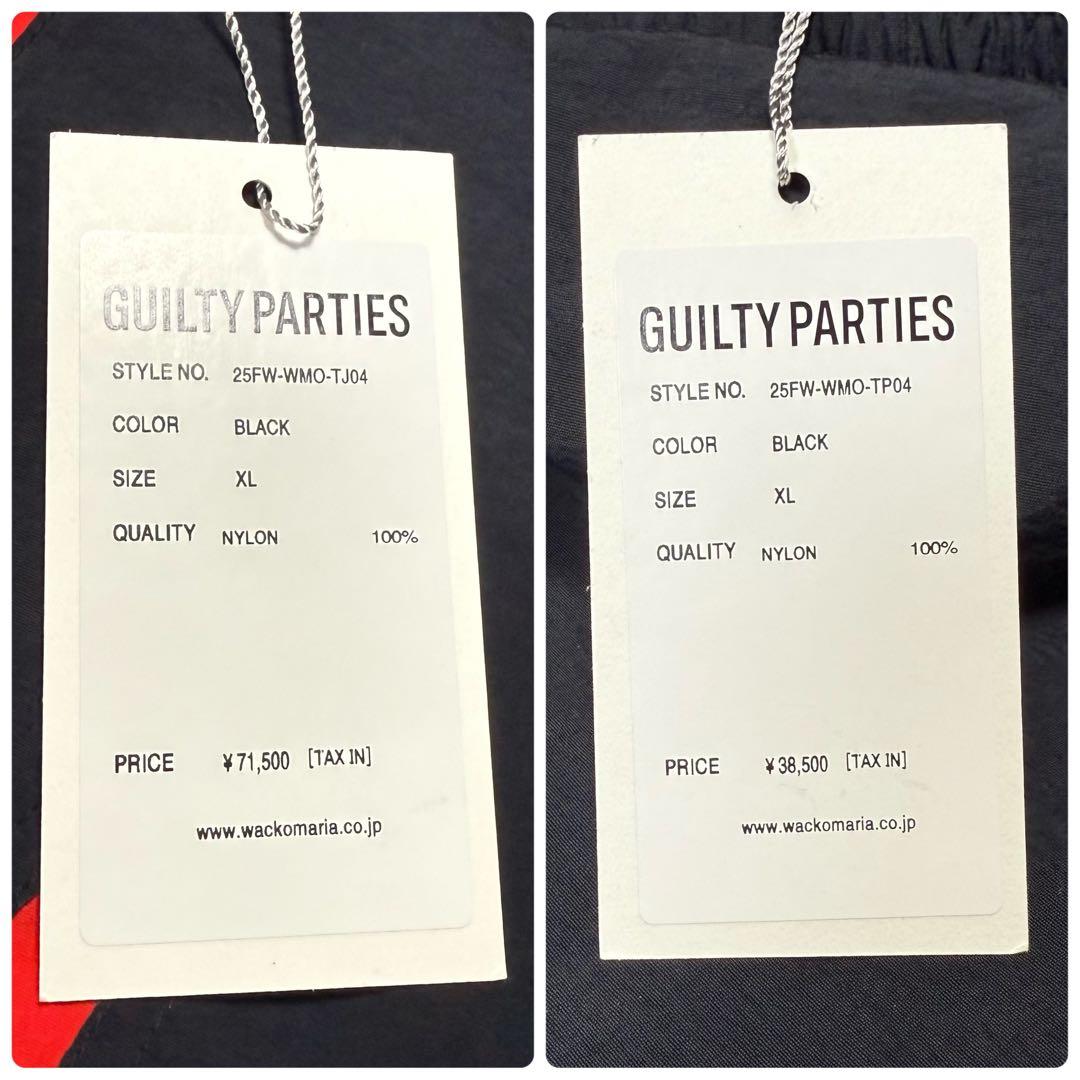 GUILTY PARTIES
STYLE NO. 25FW-WMO-TJ04
COLOR BLACK
SIZE XL
QUALITY NYLON 100%
PRICE ¥71,500 [TAX IN]
www.wackomaria.co.jp
GUILTY PARTIES
STYLE NO. 25FW-WMO-TP04
COLOR BLACK
SIZE XL
QUALITY NYLON 100%
PRICE ¥38,500 [TAX IN]
www.wackomaria.co.jp